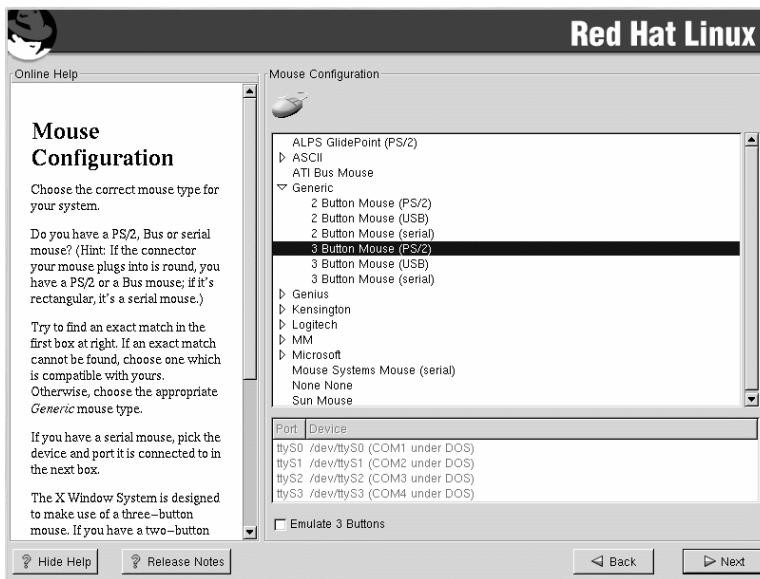 Red Hat Linux
Online Help
Mouse
Configuration
Choose the correct mouse type for
your system.
Do you have a PS/2, Bus or serial
mouse? (Hint: If the connector
your mouse plugs into is round, you
have a PS/2 or a Bus mouse; if it's
rectangular, it's a serial mouse.)
Try to find an exact match in the
first box at right. If an exact match
cannot be found, choose one which
is compatible with yours.
Otherwise, choose the appropriate
Generic mouse type.
If you have a serial mouse, pick the
device and port it is connected to in
the next box.
The X Window System is designed
to make use of a three-button
mouse. If you have a two-button
Mouse Configuration
ALPS GlidePoint (PS/2)
ASCII
ATI Bus Mouse
Generic
2 Button Mouse (PS/2)
2 Button Mouse (USB)
2 Button Mouse (serial)
3 Button Mouse (PS/2)
3 Button Mouse (USB)
3 Button Mouse (serial)
Genius
Kensington
Logitech
MM
Microsoft
Mouse Systems Mouse (serial)
None None
Sun Mouse
Port Device
ttyS0 /dev/ttyS0 (COM1 under DOS)
ttyS1 /dev/ttyS1 (COM2 under DOS)
ttyS2 /dev/ttyS2 (COM3 under DOS)
ttyS3 /dev/ttyS3 (COM4 under DOS)
Emulate 3 Buttons
? Hide Help
? Release Notes
Back
Next